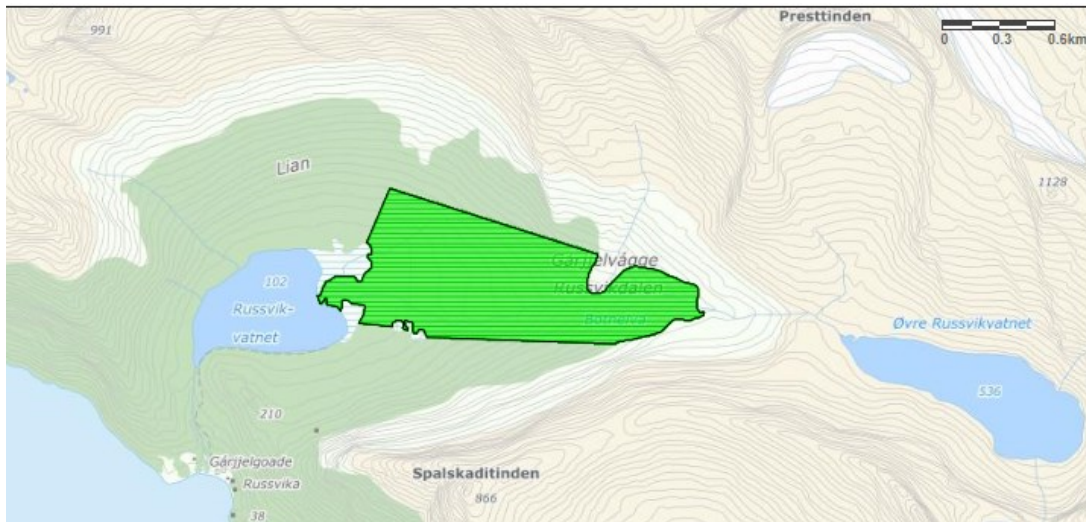 991
Presttinden
0 0.3 0.6km
Lian
1128
Gárjjelvágge
Russvikdalen
102
Russvik-
vatnet
Botnelva
Øvre Russvikvatnet
536
210
Gárjjelgoade
Russvika
Spalskaditinden
866
38